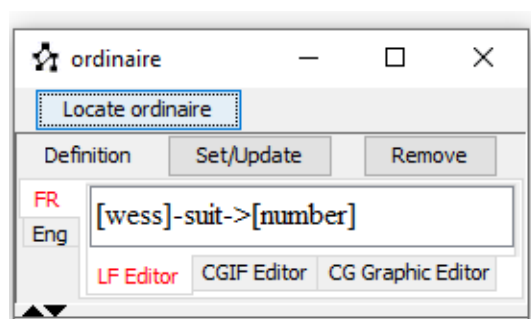 ordinaire
Locate ordinaire
Definition Set/Update Remove
FR
[wess]-suit->[number]
Eng
LF Editor CGIF Editor CG Graphic Editor